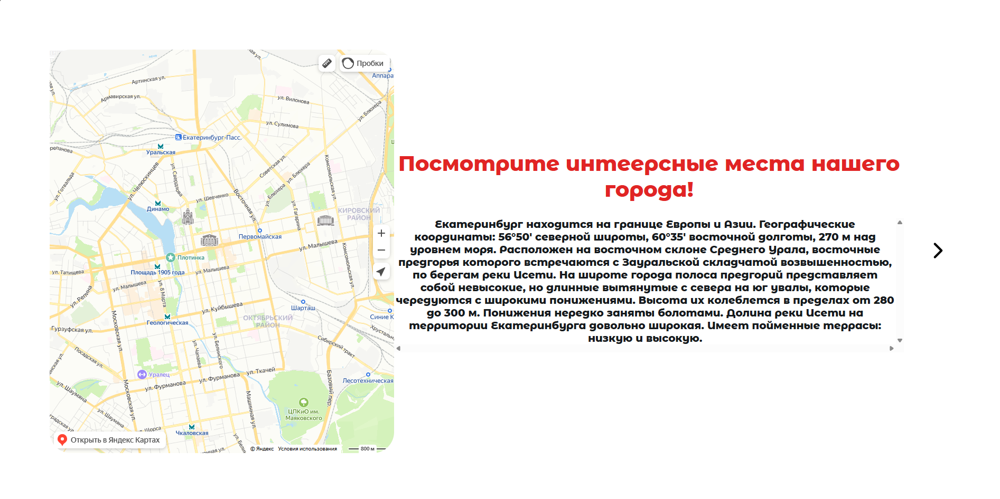 ая ул.
Пробки
Аппара
Артинская ул.
Армавирская ул.
ул. Вилонова
ул. Блюхера
ул. Сулимова
Екатеринбург-Пасс.
Уральская
репанова
ул. Готвальда
ул. Челюскинцев
ул. Свердлова
Советская ул.
ул. Блюхера
ул. Блюхера
Комсомольская ул.
Восточная ул.
ул. Шевченко
ул. Гагарина
Динамо
КИРОВСКИЙ
РАЙОН
Первомайская
ул. Малышева
Комсомольская ул.
Плотинка
Площадь 1905 года
ул. Татищева
ул. Малышева
ул. Малышева
ул. Репина
ул. 8 Марта
Шарташ
ул. Куйбышева
Синие К
Геологическая
ОКТЯБРЬСКИЙ
РАЙОН
Московская ул.
Гурзуфская ул.
Хрустальн
Сибирский тракт
ул. Белинского
ул. Чапаева
Посадская ул.
енская ул.
Уралец
ул. Ткачей
ул. Фурманова
ул. Фурманова
Базовый пер.
Лесотехническая
ул. Шаумяна
Московская ул.
Машинная ул.
ЦПКиО им.
Маяковского
ул. Шаумяна
градская ул.
ул. Щорса
Чкаловская
ул. Белин
Открыть в Яндекс Картах
чная ул.
© Яндекс Условия использования
800 м
Посмотрите интеерсные места нашего
города!
Екатеринбург находится на границе Европы и Азии. Географические
координаты: 56°50' северной широты, 60°35' восточной долготы, 270 м над
уровнем моря. Расположен на восточном склоне Среднего Урала, восточные
предгорья которого встречаются с Зауральской складчатой возвышенностью,
по берегам реки Исети. На широте города полоса предгорий представляет
собой невысокие, но длинные вытянутые с севера на юг увалы, которые
чередуются с широкими понижениями. Высота их колеблется в пределах от 280
до 300 м. Понижения нередко заняты болотами. Долина реки Исети на
территории Екатеринбурга довольно широкая. Имеет пойменные террасы:
низкую и высокую.